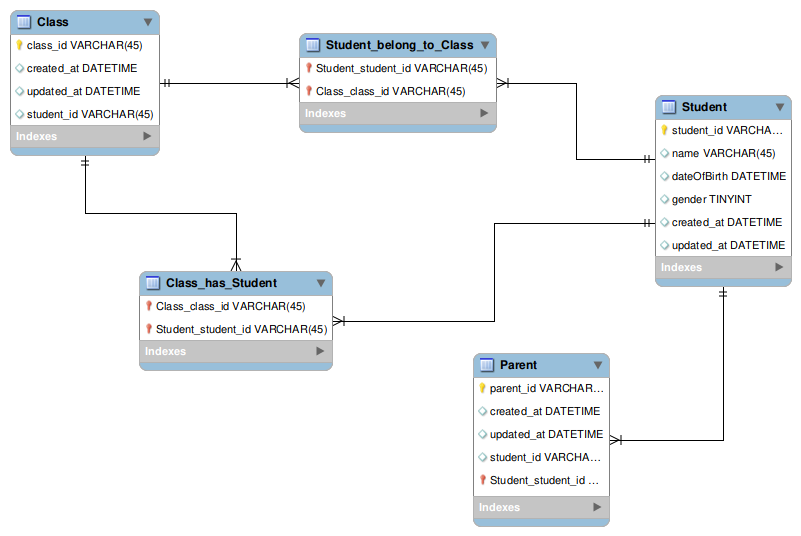 Class
class_id VARCHAR(45)
created_at DATETIME
updated_at DATETIME
student_id VARCHAR(45)
Indexes
Student_belong_to_Class
Student_student_id VARCHAR(45)
Class_class_id VARCHAR(45)
Indexes
Student
student_id VARCHA...
name VARCHAR(45)
dateOfBirth DATETIME
gender TINYINT
created_at DATETIME
updated_at DATETIME
Indexes
Class_has_Student
Class_class_id VARCHAR(45)
Student_student_id VARCHAR(45)
Indexes
Parent
parent_id VARCHAR...
created_at DATETIME
updated_at DATETIME
student_id VARCHA...
Student_student_id ...
Indexes